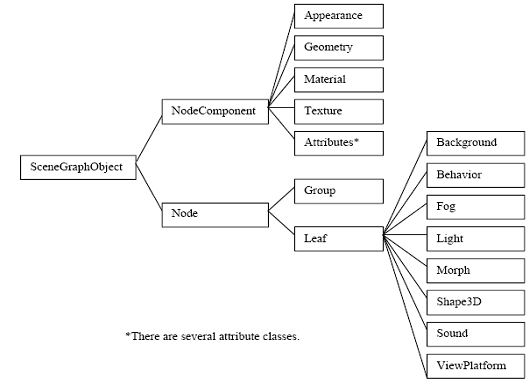 SceneGraphObject
NodeComponent
Appearance
Geometry
Material
Texture
Attributes*
Node
Group
Leaf
Background
Behavior
Fog
Light
Morph
Shape3D
Sound
ViewPlatform
*There are several attribute classes.